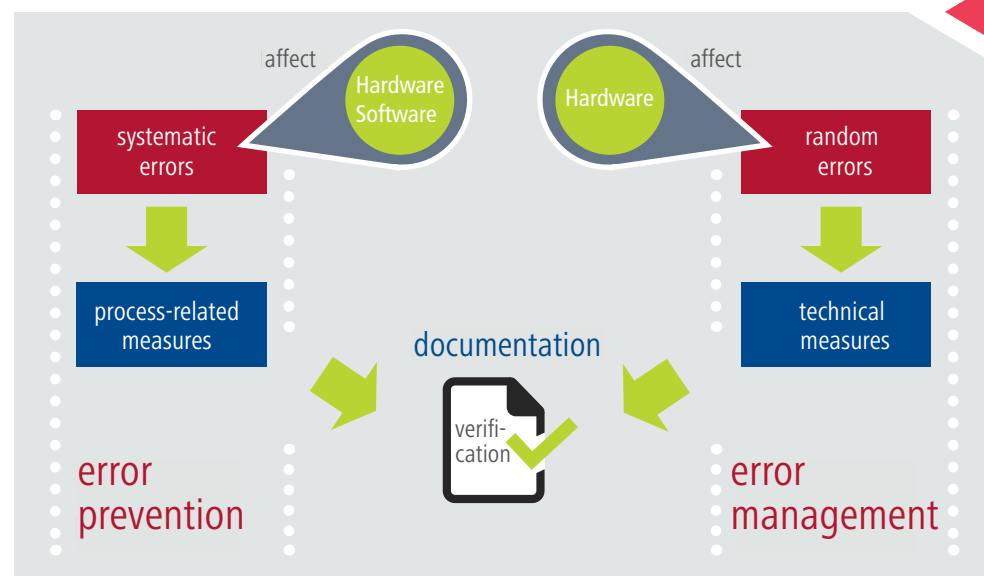 affect
Hardware
Software
systematic
errors
process-related
measures
error
prevention
documentation
verifi-
cation
affect
Hardware
random
errors
technical
measures
error
management